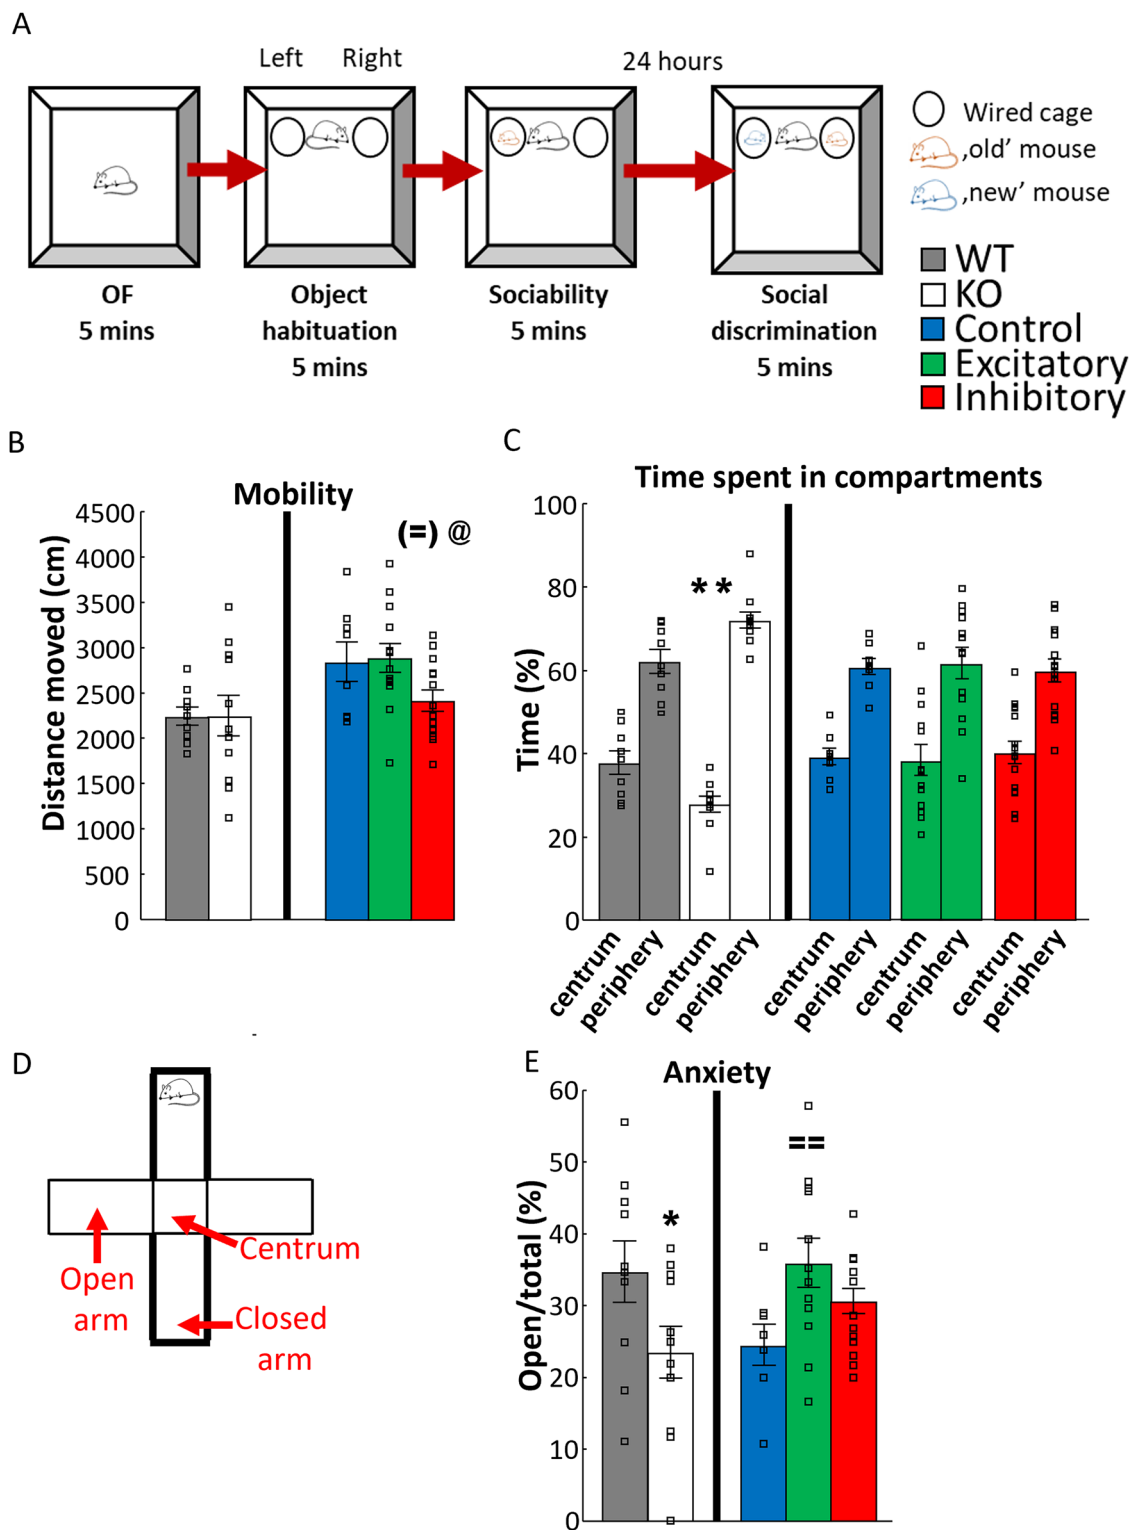 A
Left Right 24 hours
OF
5 mins
Object
habituation
5 mins
Sociability
5 mins
Social
discrimination
5 mins
Wired cage
‚old’ mouse
‚new’ mouse
WT
KO
Control
Excitatory
Inhibitory
B
Mobility
(=) @
Distance moved (cm)
4500
4000
3500
3000
2500
2000
1500
1000
500
0
C
Time spent in compartments
**
Time (%)
100
80
60
40
20
0
centrum
periphery
centrum
periphery
centrum
periphery
centrum
periphery
centrum
periphery
D
Open
arm
Centrum
Closed
arm
E
Anxiety
*
==
Open/total (%)
60
50
40
30
20
10
0